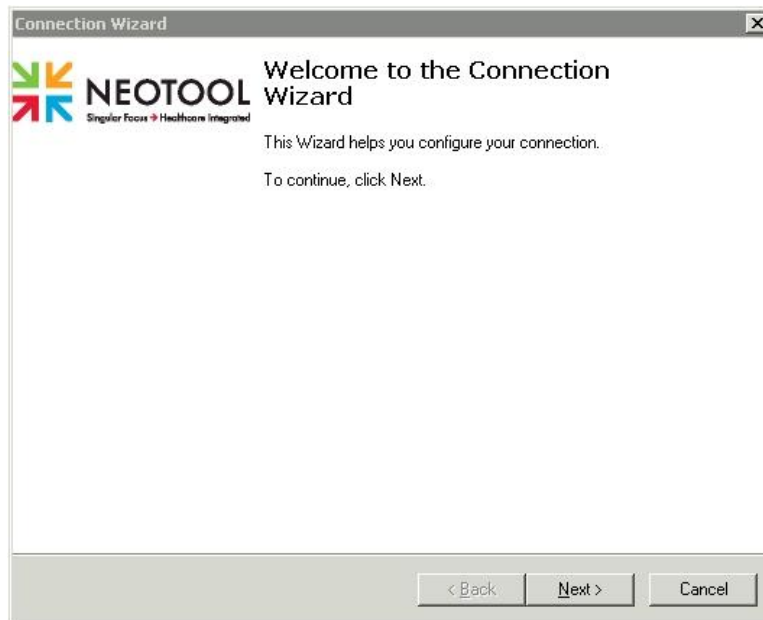 Connection Wizard
NEOTOOL
Singular Focus → Healthcare Integrated
Welcome to the Connection
Wizard
This Wizard helps you configure your connection.
To continue, click Next.
< Back
Next >
Cancel